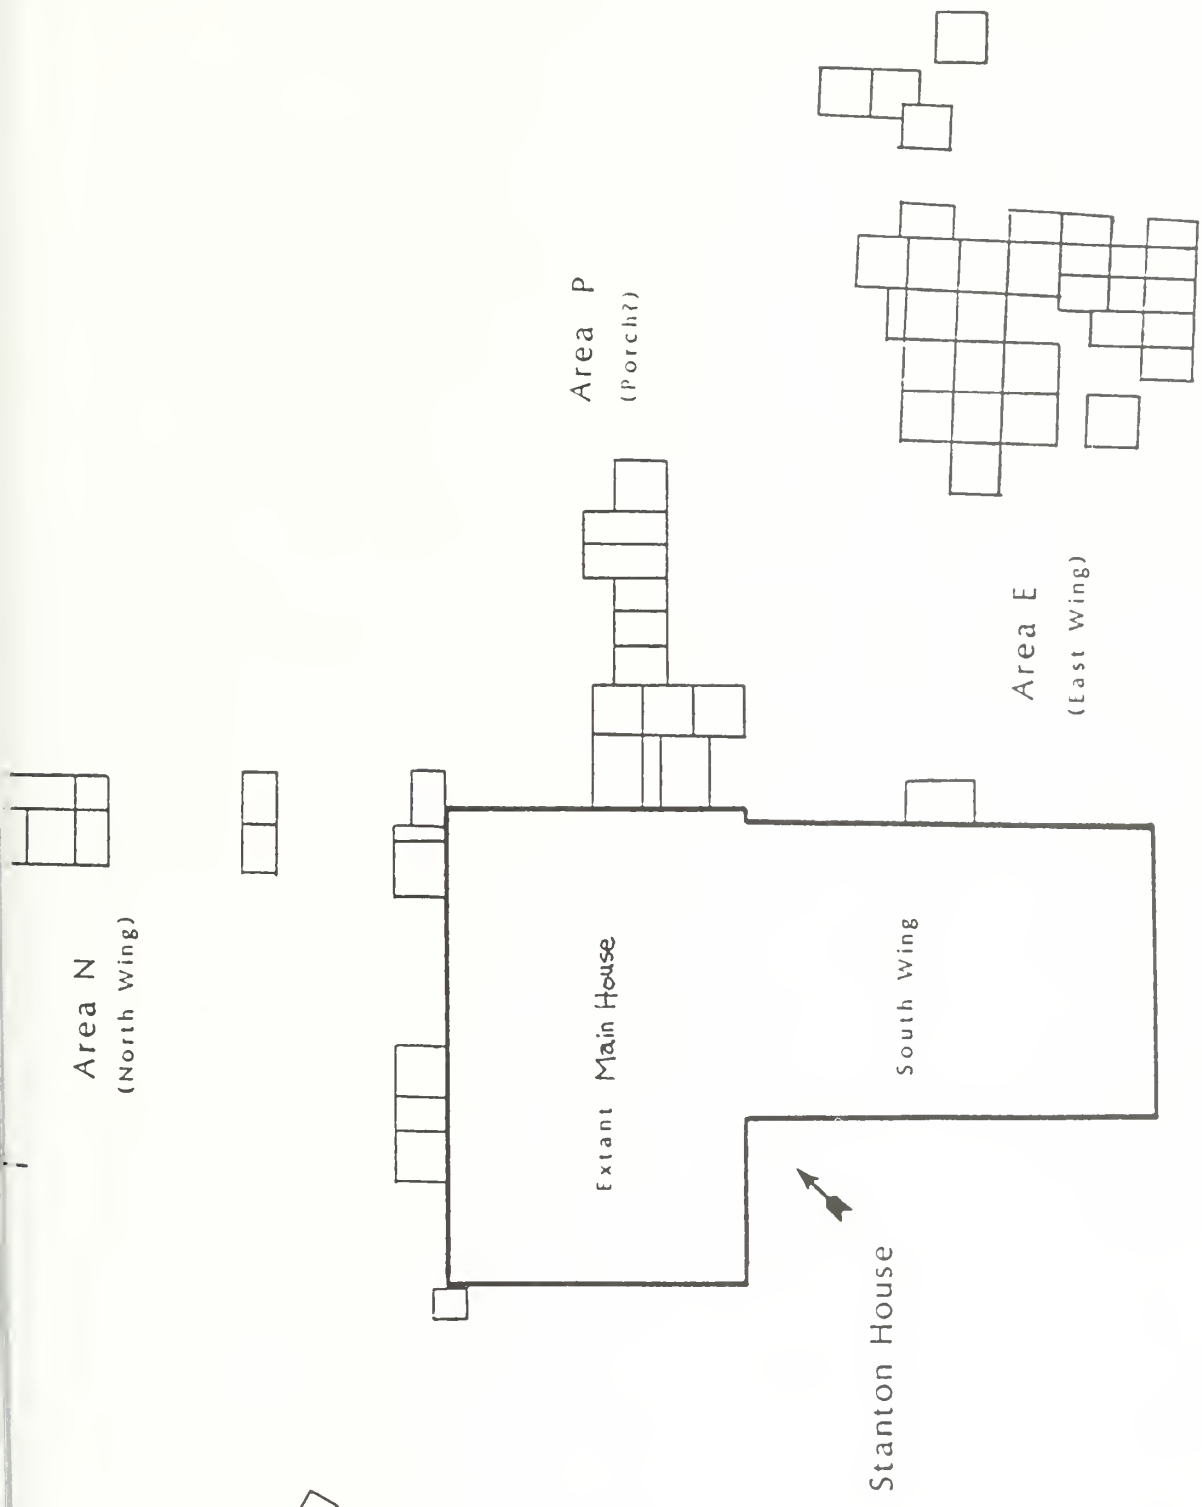 Area N
(North Wing)
Area P
(Porch?)
Extant Main House
South Wing
Area E
(East Wing)
Stanton House